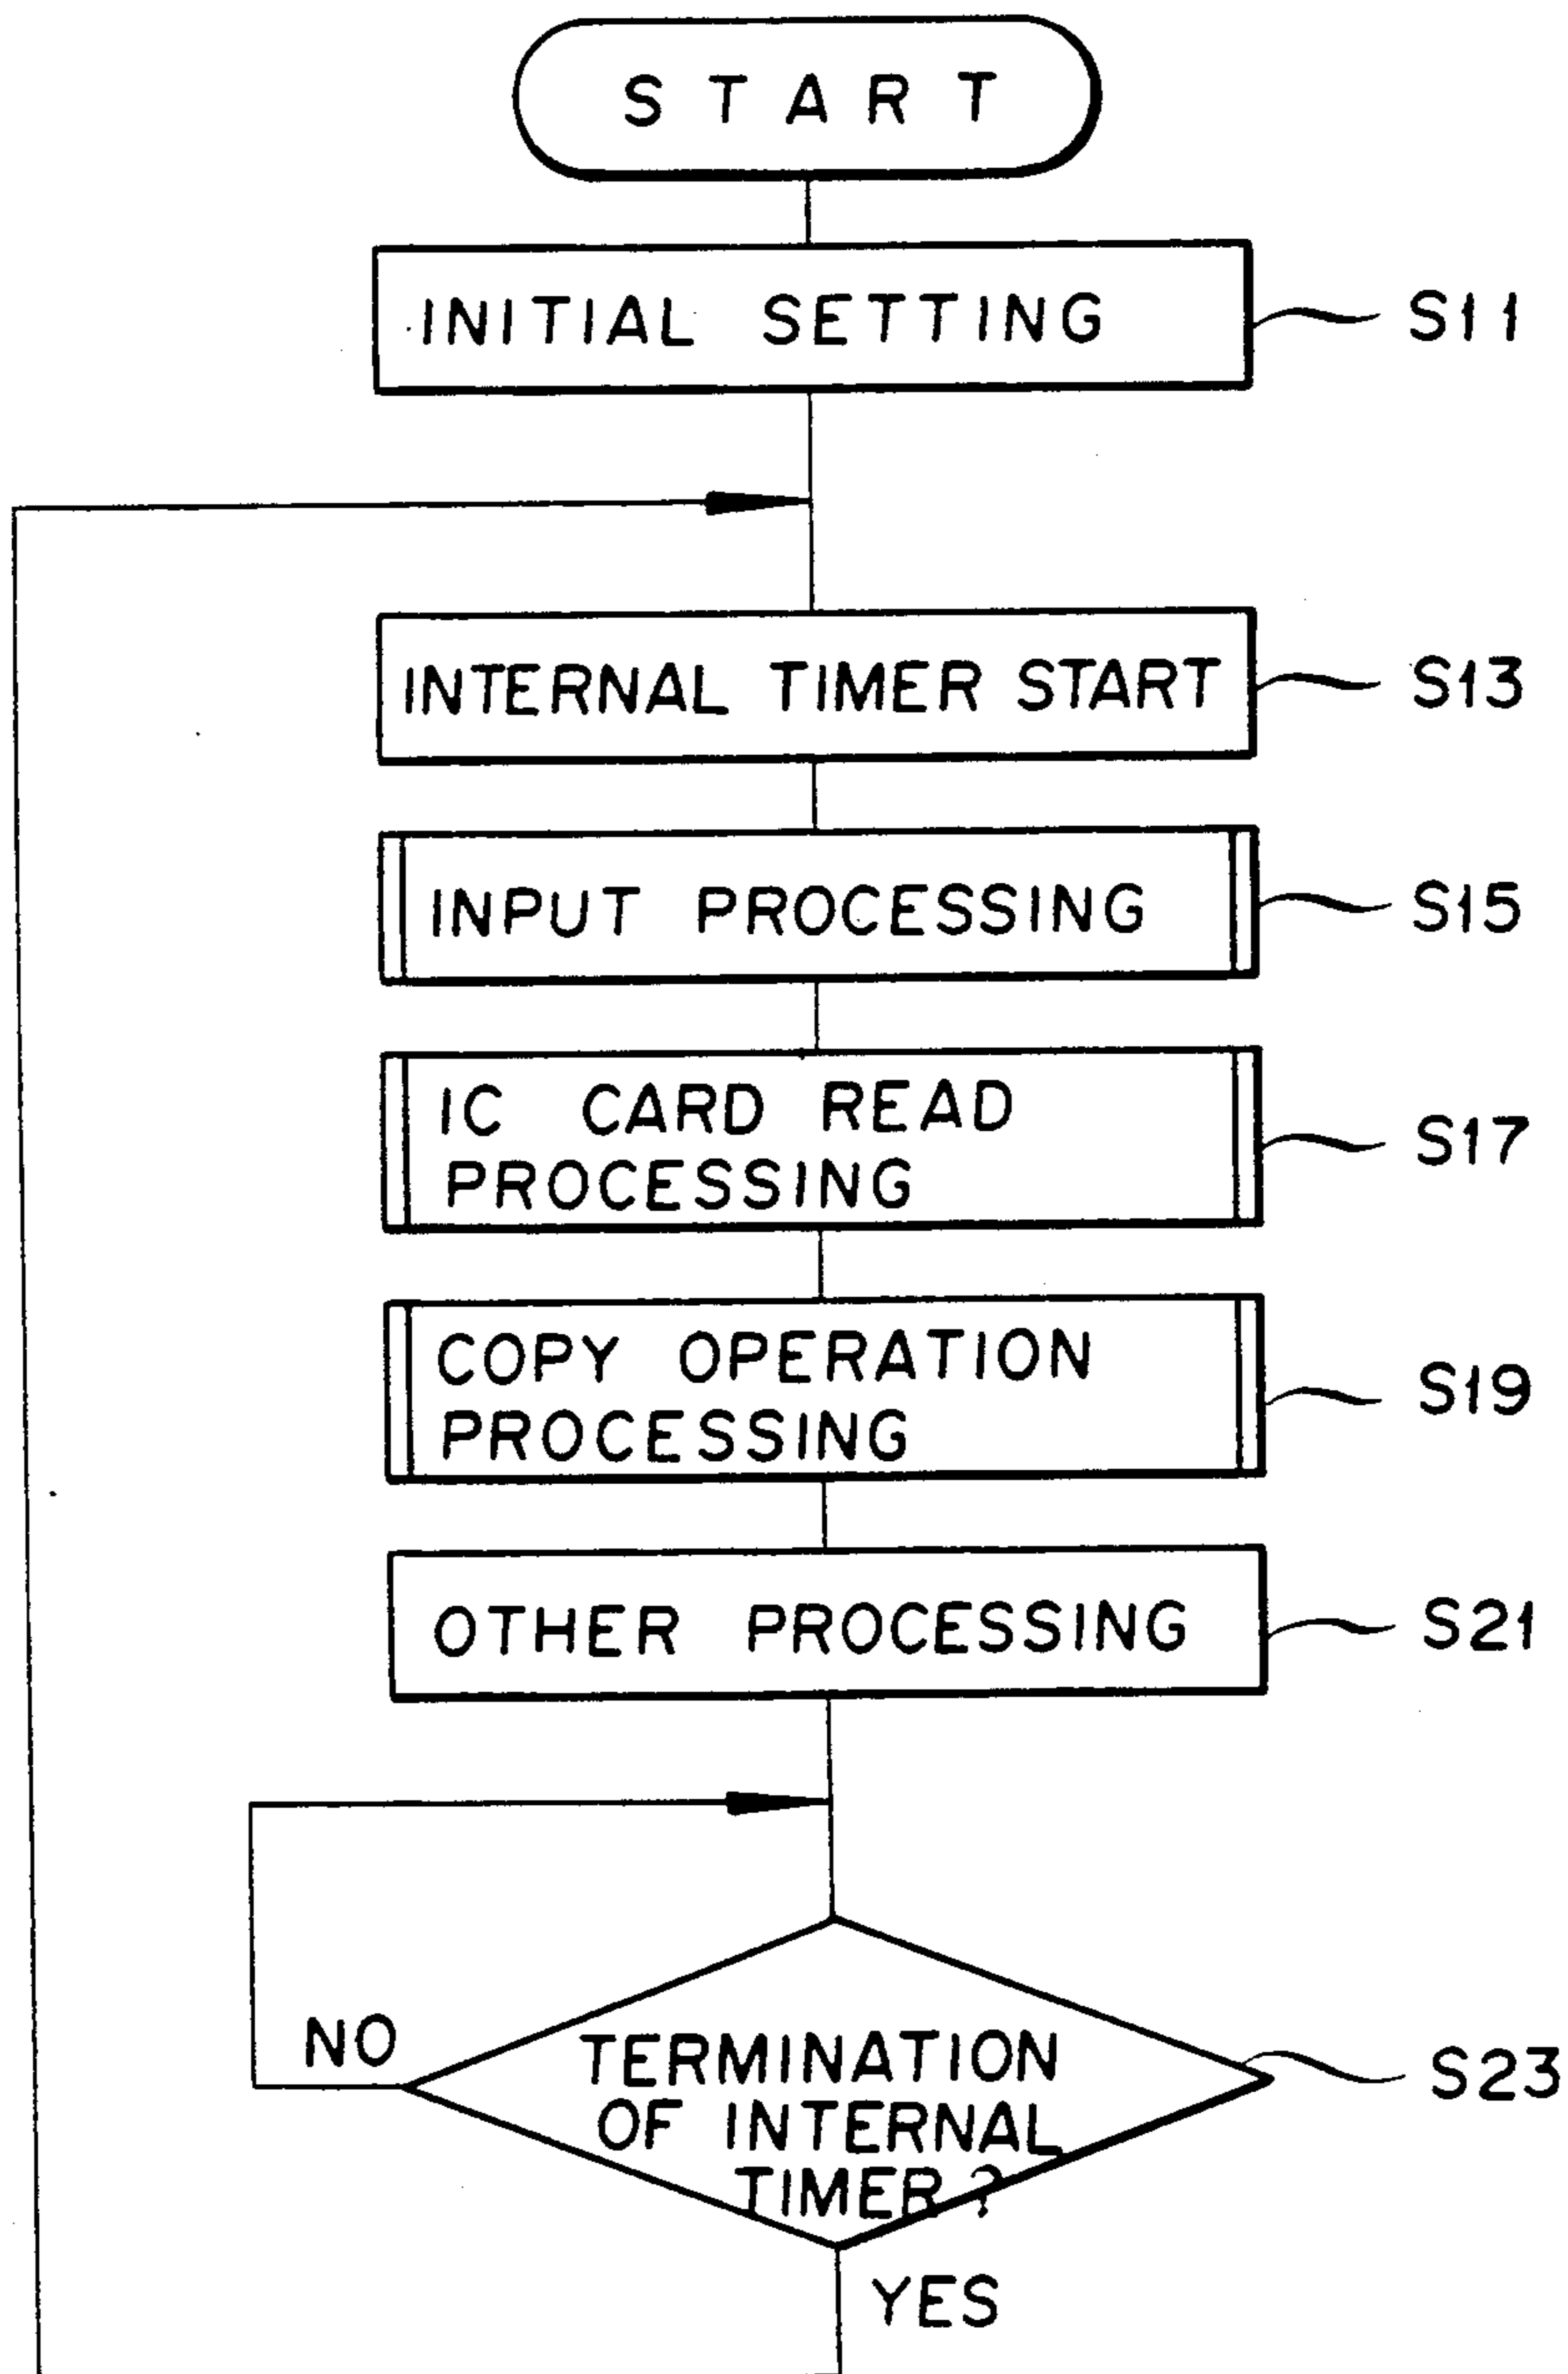 START
INITIAL SETTING
S11
INTERNAL TIMER START
S13
INPUT PROCESSING
S15
IC CARD READ
PROCESSING
S17
COPY OPERATION
PROCESSING
S19
OTHER PROCESSING
S21
NO
TERMINATION
OF INTERNAL
TIMER ?
S23
YES